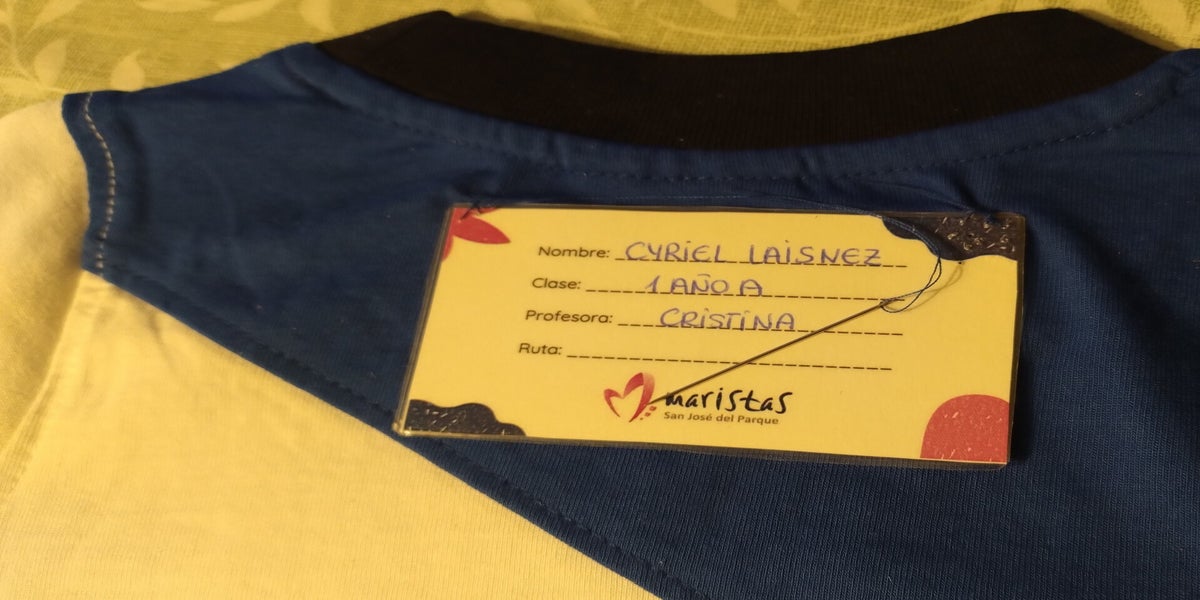 Nombre: CYRIEL LAISNEZ
Clase: 1 AÑO A
Profesora: CRISTINA
Ruta:
maristas
San José del Parque